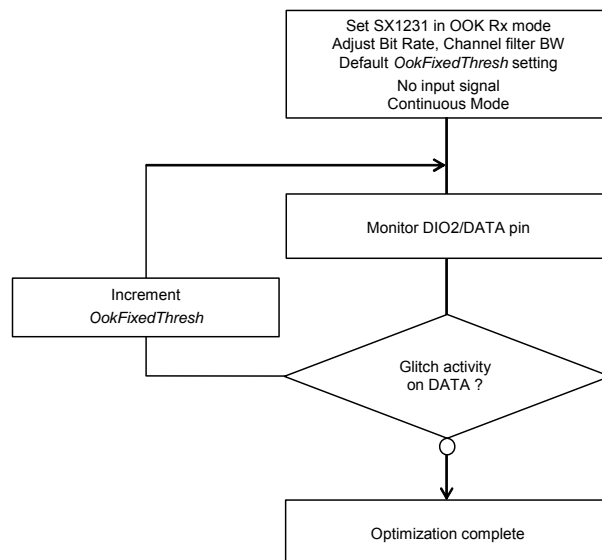 Set SX1231 in OOK Rx mode
Adjust Bit Rate, Channel filter BW
Default OokFixedThresh setting
No input signal
Continuous Mode
Monitor DIO2/DATA pin
Increment
OokFixedThresh
Glitch activity
on DATA ?
Optimization complete